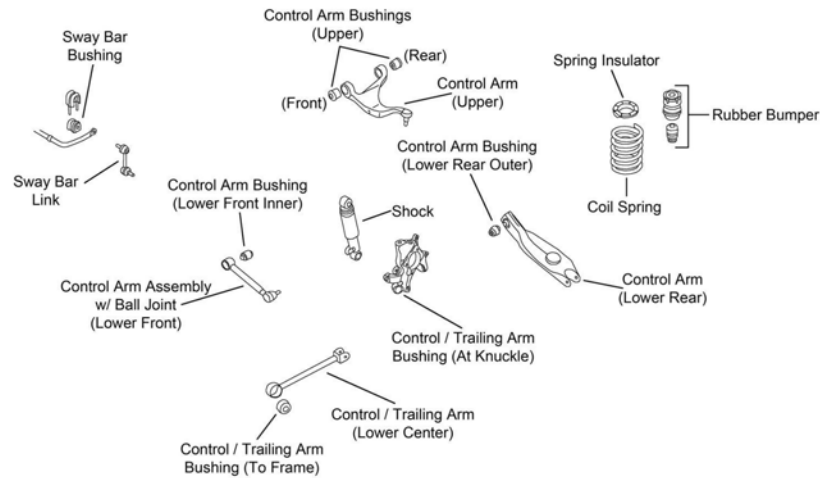 Control Arm Bushings
(Upper)
Sway Bar
Bushing
(Rear)
Spring Insulator
Control Arm
(Upper)
(Front)
Rubber Bumper
Control Arm Bushing
(Lower Rear Outer)
Sway Bar
Link
Control Arm Bushing
(Lower Front Inner)
Shock
Coil Spring
Control Arm Assembly
w/ Ball Joint
(Lower Front)
Control Arm
(Lower Rear)
Control / Trailing Arm
Bushing (At Knuckle)
Control / Trailing Arm
(Lower Center)
Control / Trailing Arm
Bushing (To Frame)